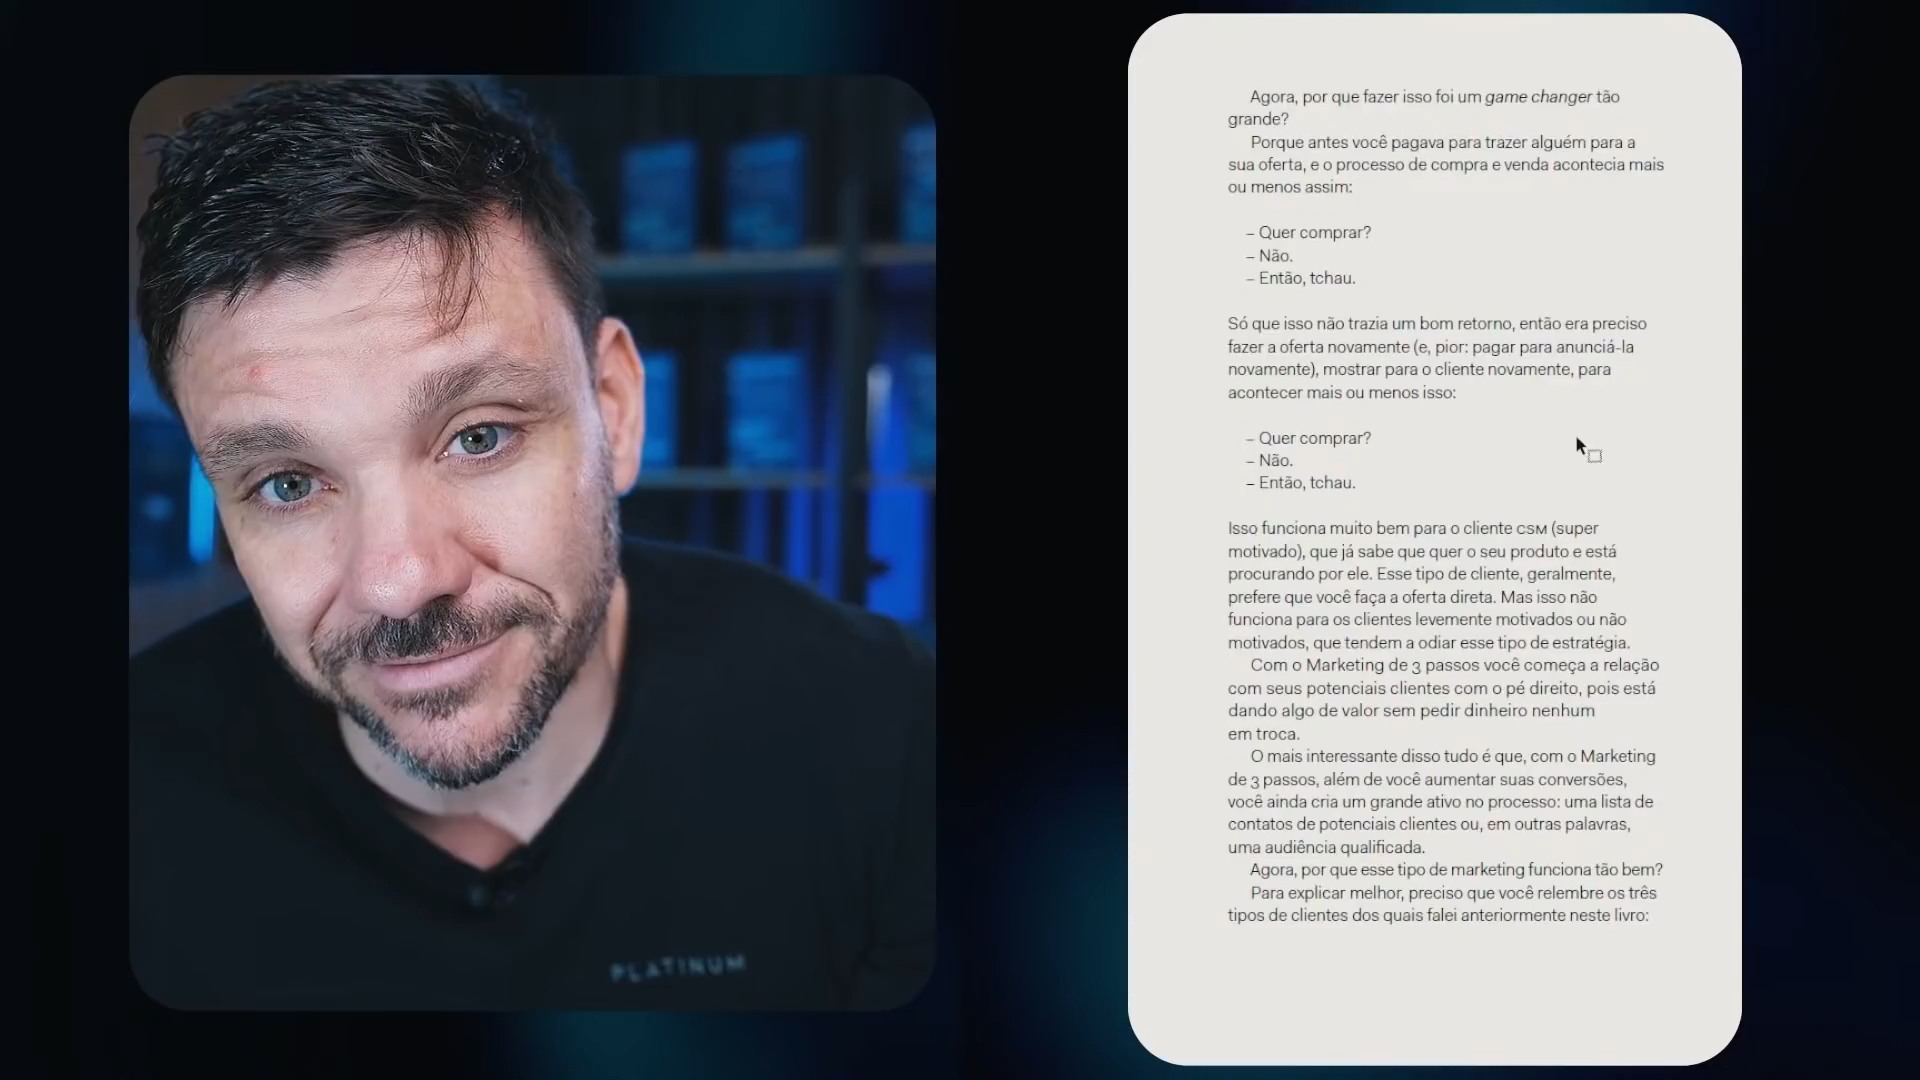 Agora, por que fazer isso foi um game changer tão
grande?
Porque antes você pagava para trazer alguém para a
sua oferta, e o processo de compra e venda acontecia mais
ou menos assim:
– Quer comprar?
– Não.
– Então, tchau.
Só que isso não trazia um bom retorno, então era preciso
fazer a oferta novamente (e, pior: pagar para anunciá-la
novamente), mostrar para o cliente novamente, para
acontecer mais ou menos isso:
– Quer comprar?
– Não.
– Então, tchau.
Isso funciona muito bem para o cliente CSM (super
motivado), que já sabe que quer o seu produto e está
procurando por ele. Esse tipo de cliente, geralmente,
prefere que você faça a oferta direta. Mas isso não
funciona para os clientes levemente motivados ou não
motivados, que tendem a odiar esse tipo de estratégia.
Com o Marketing de 3 passos você começa a relação
com seus potenciais clientes com o pé direito, pois está
dando algo de valor sem pedir dinheiro nenhum
em troca.
O mais interessante disso tudo é que, com o Marketing
de 3 passos, além de você aumentar suas conversões,
você ainda cria um grande ativo no processo: uma lista de
contatos de potenciais clientes ou, em outras palavras,
uma audiência qualificada.
Agora, por que esse tipo de marketing funciona tão bem?
Para explicar melhor, preciso que você relembre os três
tipos de clientes dos quais falei anteriormente neste livro:
PLATINUM